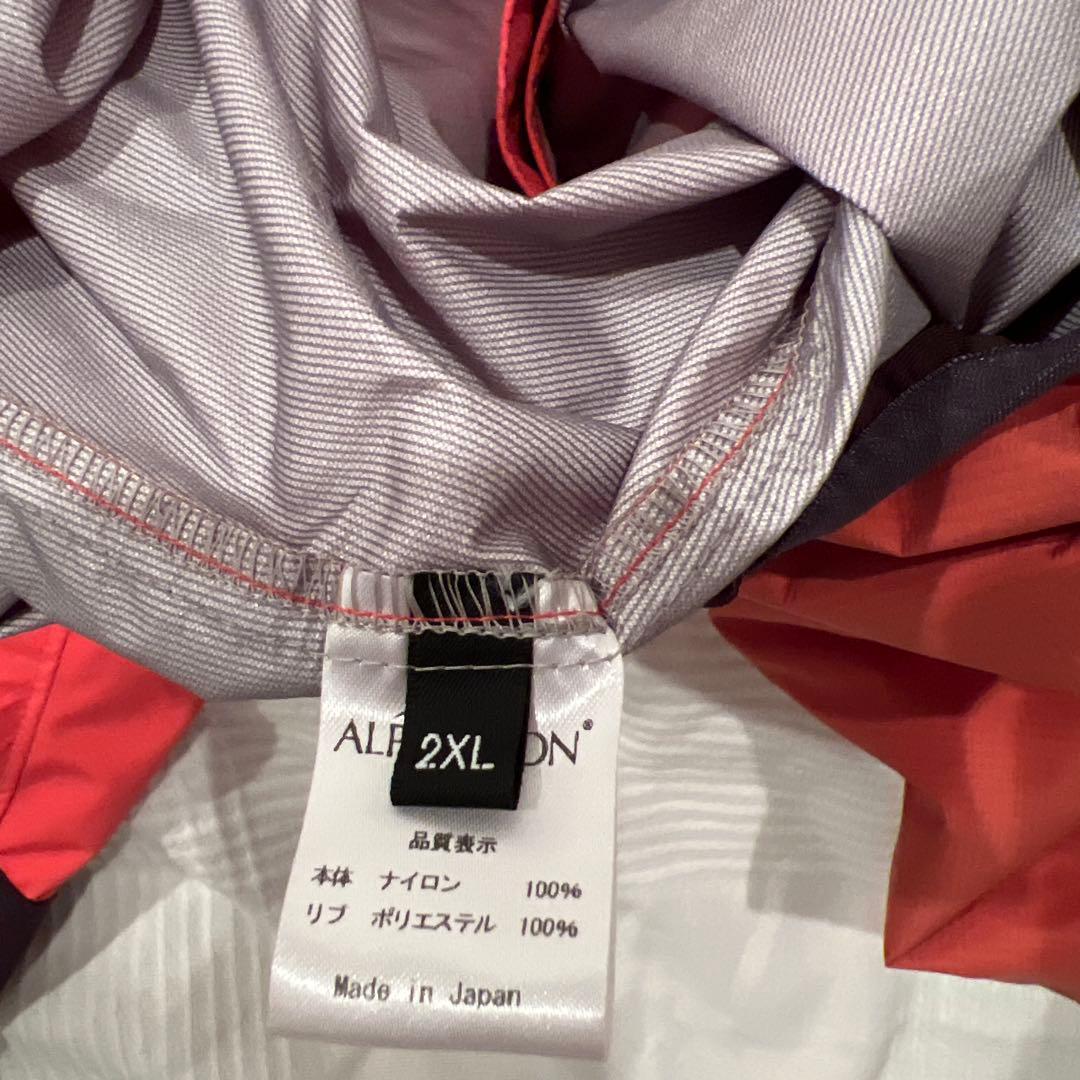 2XL
品質表示
本体 ナイロン 100%
リブ ポリエステル 100%
Made in Japan